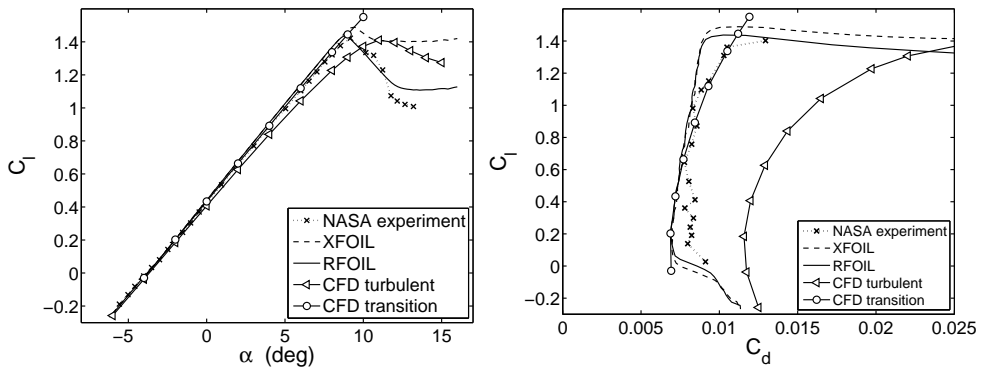 1.4
1.2
1
0.8
0.6
0.4
0.2
0
−0.2
C_l
−5
0
5
10
15
α (deg)
NASA experiment
XFOIL
RFOIL
CFD turbulent
CFD transition
1.4
1.2
1
0.8
0.6
0.4
0.2
0
−0.2
C_l
0
0.005
0.01
0.015
0.02
0.025
C_d
NASA experiment
XFOIL
RFOIL
CFD turbulent
CFD transition